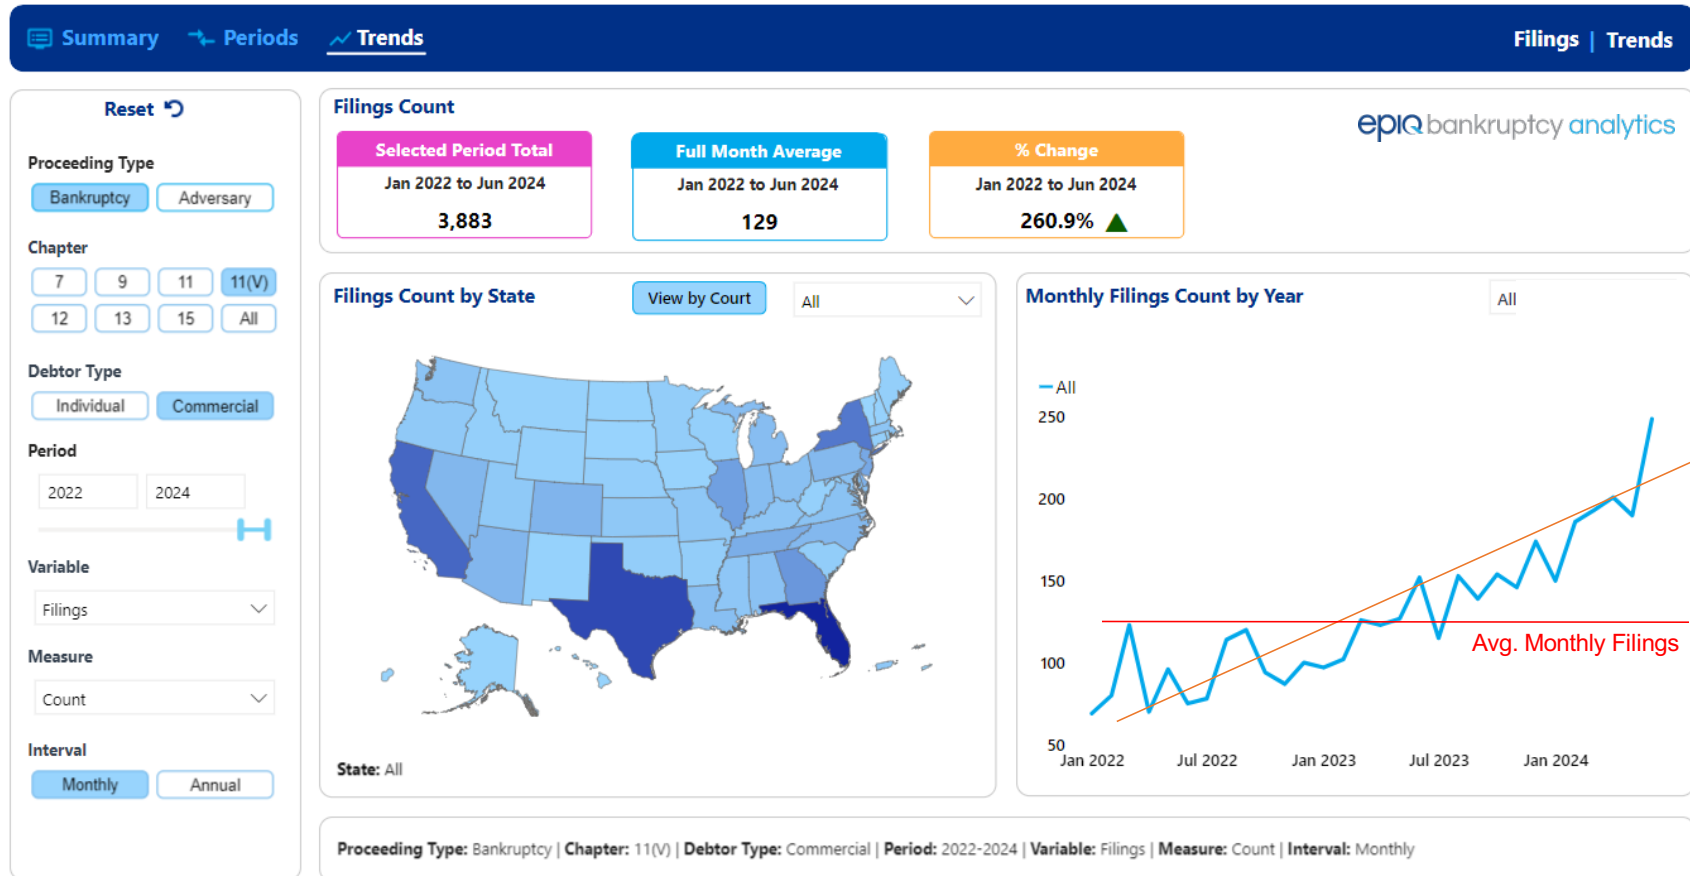 Summary Periods Trends Filings | Trends
Reset
Proceeding Type
Bankruptcy Adversary
Chapter
7 9 11 11(V)
12 13 15 All
Debtor Type
Individual Commercial
Period
2022 2024
Variable
Filings
Measure
Count
Interval
Monthly Annual
Filings Count
epiq bankruptcy analytics
Selected Period Total
Jan 2022 to Jun 2024
3,883
Full Month Average
Jan 2022 to Jun 2024
129
% Change
Jan 2022 to Jun 2024
260.9%
Filings Count by State View by Court All
State: All
Monthly Filings Count by Year All
All
250
200
150
100
50
Avg. Monthly Filings
Jan 2022 Jul 2022 Jan 2023 Jul 2023 Jan 2024
Proceeding Type: Bankruptcy | Chapter: 11(V) | Debtor Type: Commercial | Period: 2022-2024 | Variable: Filings | Measure: Count | Interval: Monthly